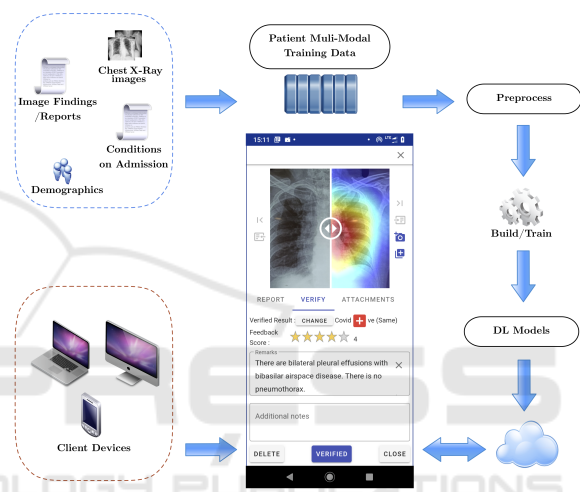 Chest X-Ray
images
Image Findings
/Reports
Conditions
on Admission
Demographics
Patient Muli-Modal
Training Data
Preprocess
Build/Train
DL Models
15:11
LTE
REPORT VERIFY ATTACHMENTS
Verified Result : CHANGE Covid + ve (Same)
Feedback
Score : 4
Remarks
There are bilateral pleural effusions with
bibasilar airspace disease. There is no
pneumothorax.
Additional notes
DELETE VERIFIED CLOSE
Client Devices